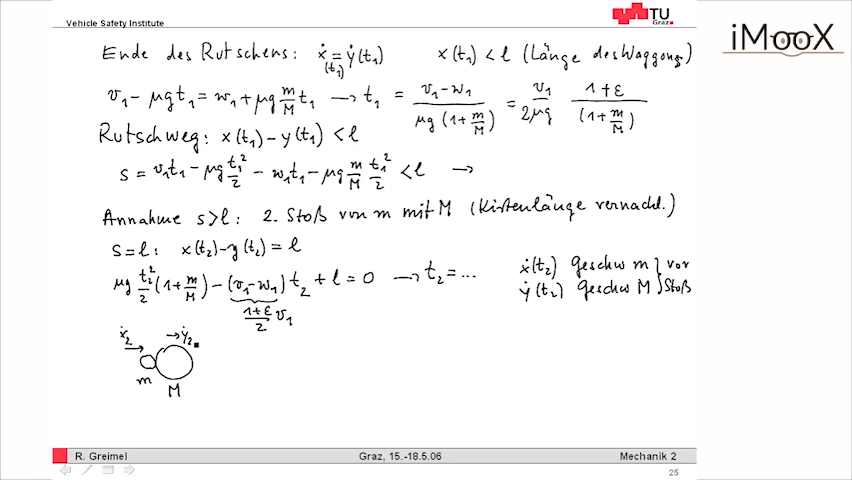 Vehicle Safety Institute
TU Graz
iMooX
Ende des Rutschens: ẋ(t₁) = ẏ(t₁) x(t₁) < l (Länge des Waggons)
v₁ − μgt₁ = w₁ + μg m/M t₁ → t₁ = (v₁−w₁)/(μg(1+m/M)) = v₁/(2μg) (1+ε)/((1+m/M))
Rutschweg: x(t₁) − y(t₁) < l
s = v₁t₁ − μg t₁²/2 − w₁t₁ − μg m/M t₁²/2 < l →
Annahme s>l: 2. Stoß von m mit M (Kistenlänge vernachl.)
s=l: x(t₂)−y(t₂) = l
μg t₂²/2 (1+m/M) − (v₁−w₁) t₂ + l = 0 → t₂ = ...
(1+ε)/2 v₁
ẋ(t₂) Geschw m } vor
ẏ(t₂) Geschw M } Stoß
ẋ₂ → ẏ₂
m
M
R. Greimel Graz, 15.-18.5.06 Mechanik 2
25